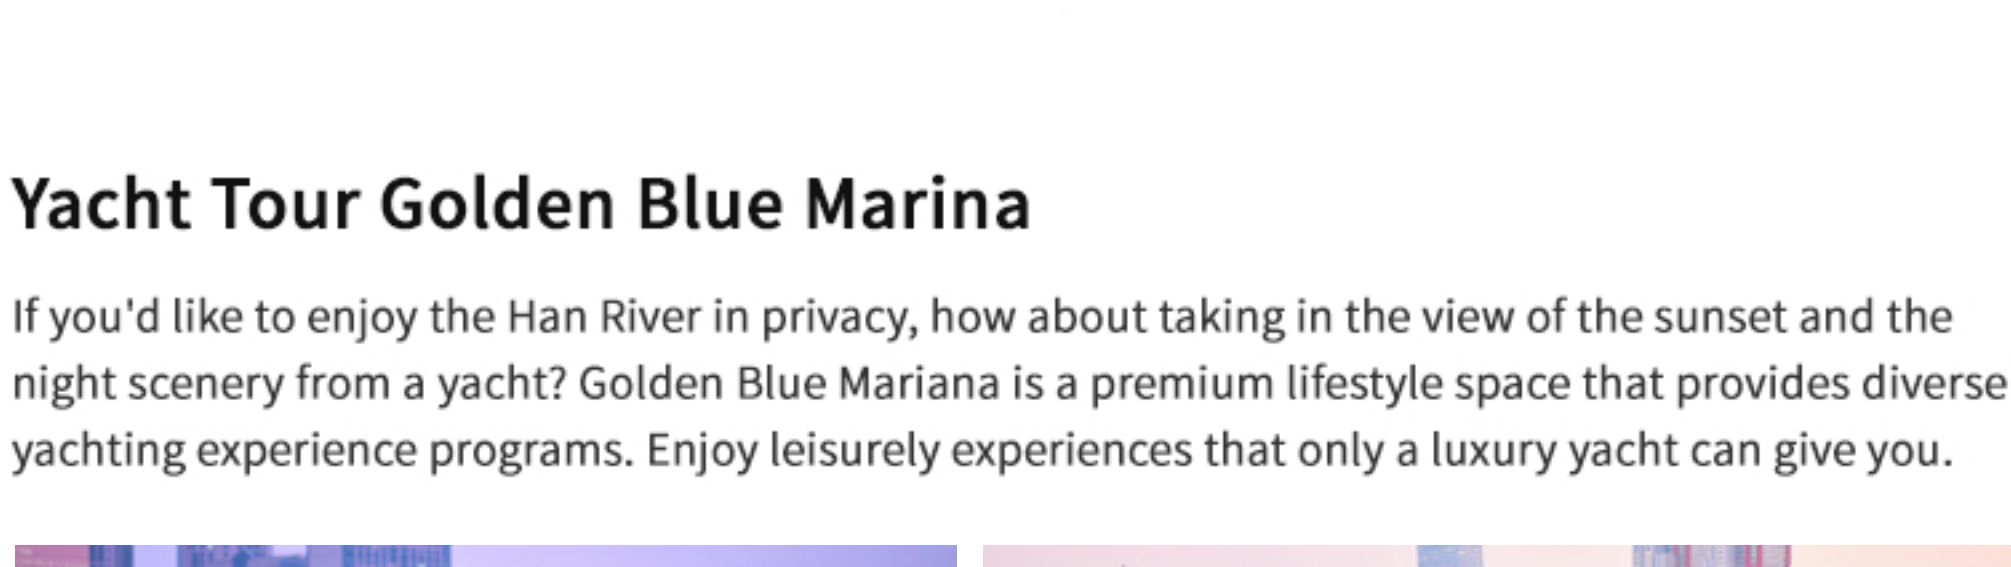 Yacht Tour Golden Blue Marina
If you'd like to enjoy the Han River in privacy, how about taking in the view of the sunset and the
night scenery from a yacht? Golden Blue Mariana is a premium lifestyle space that provides diverse
yachting experience programs. Enjoy leisurely experiences that only a luxury yacht can give you.